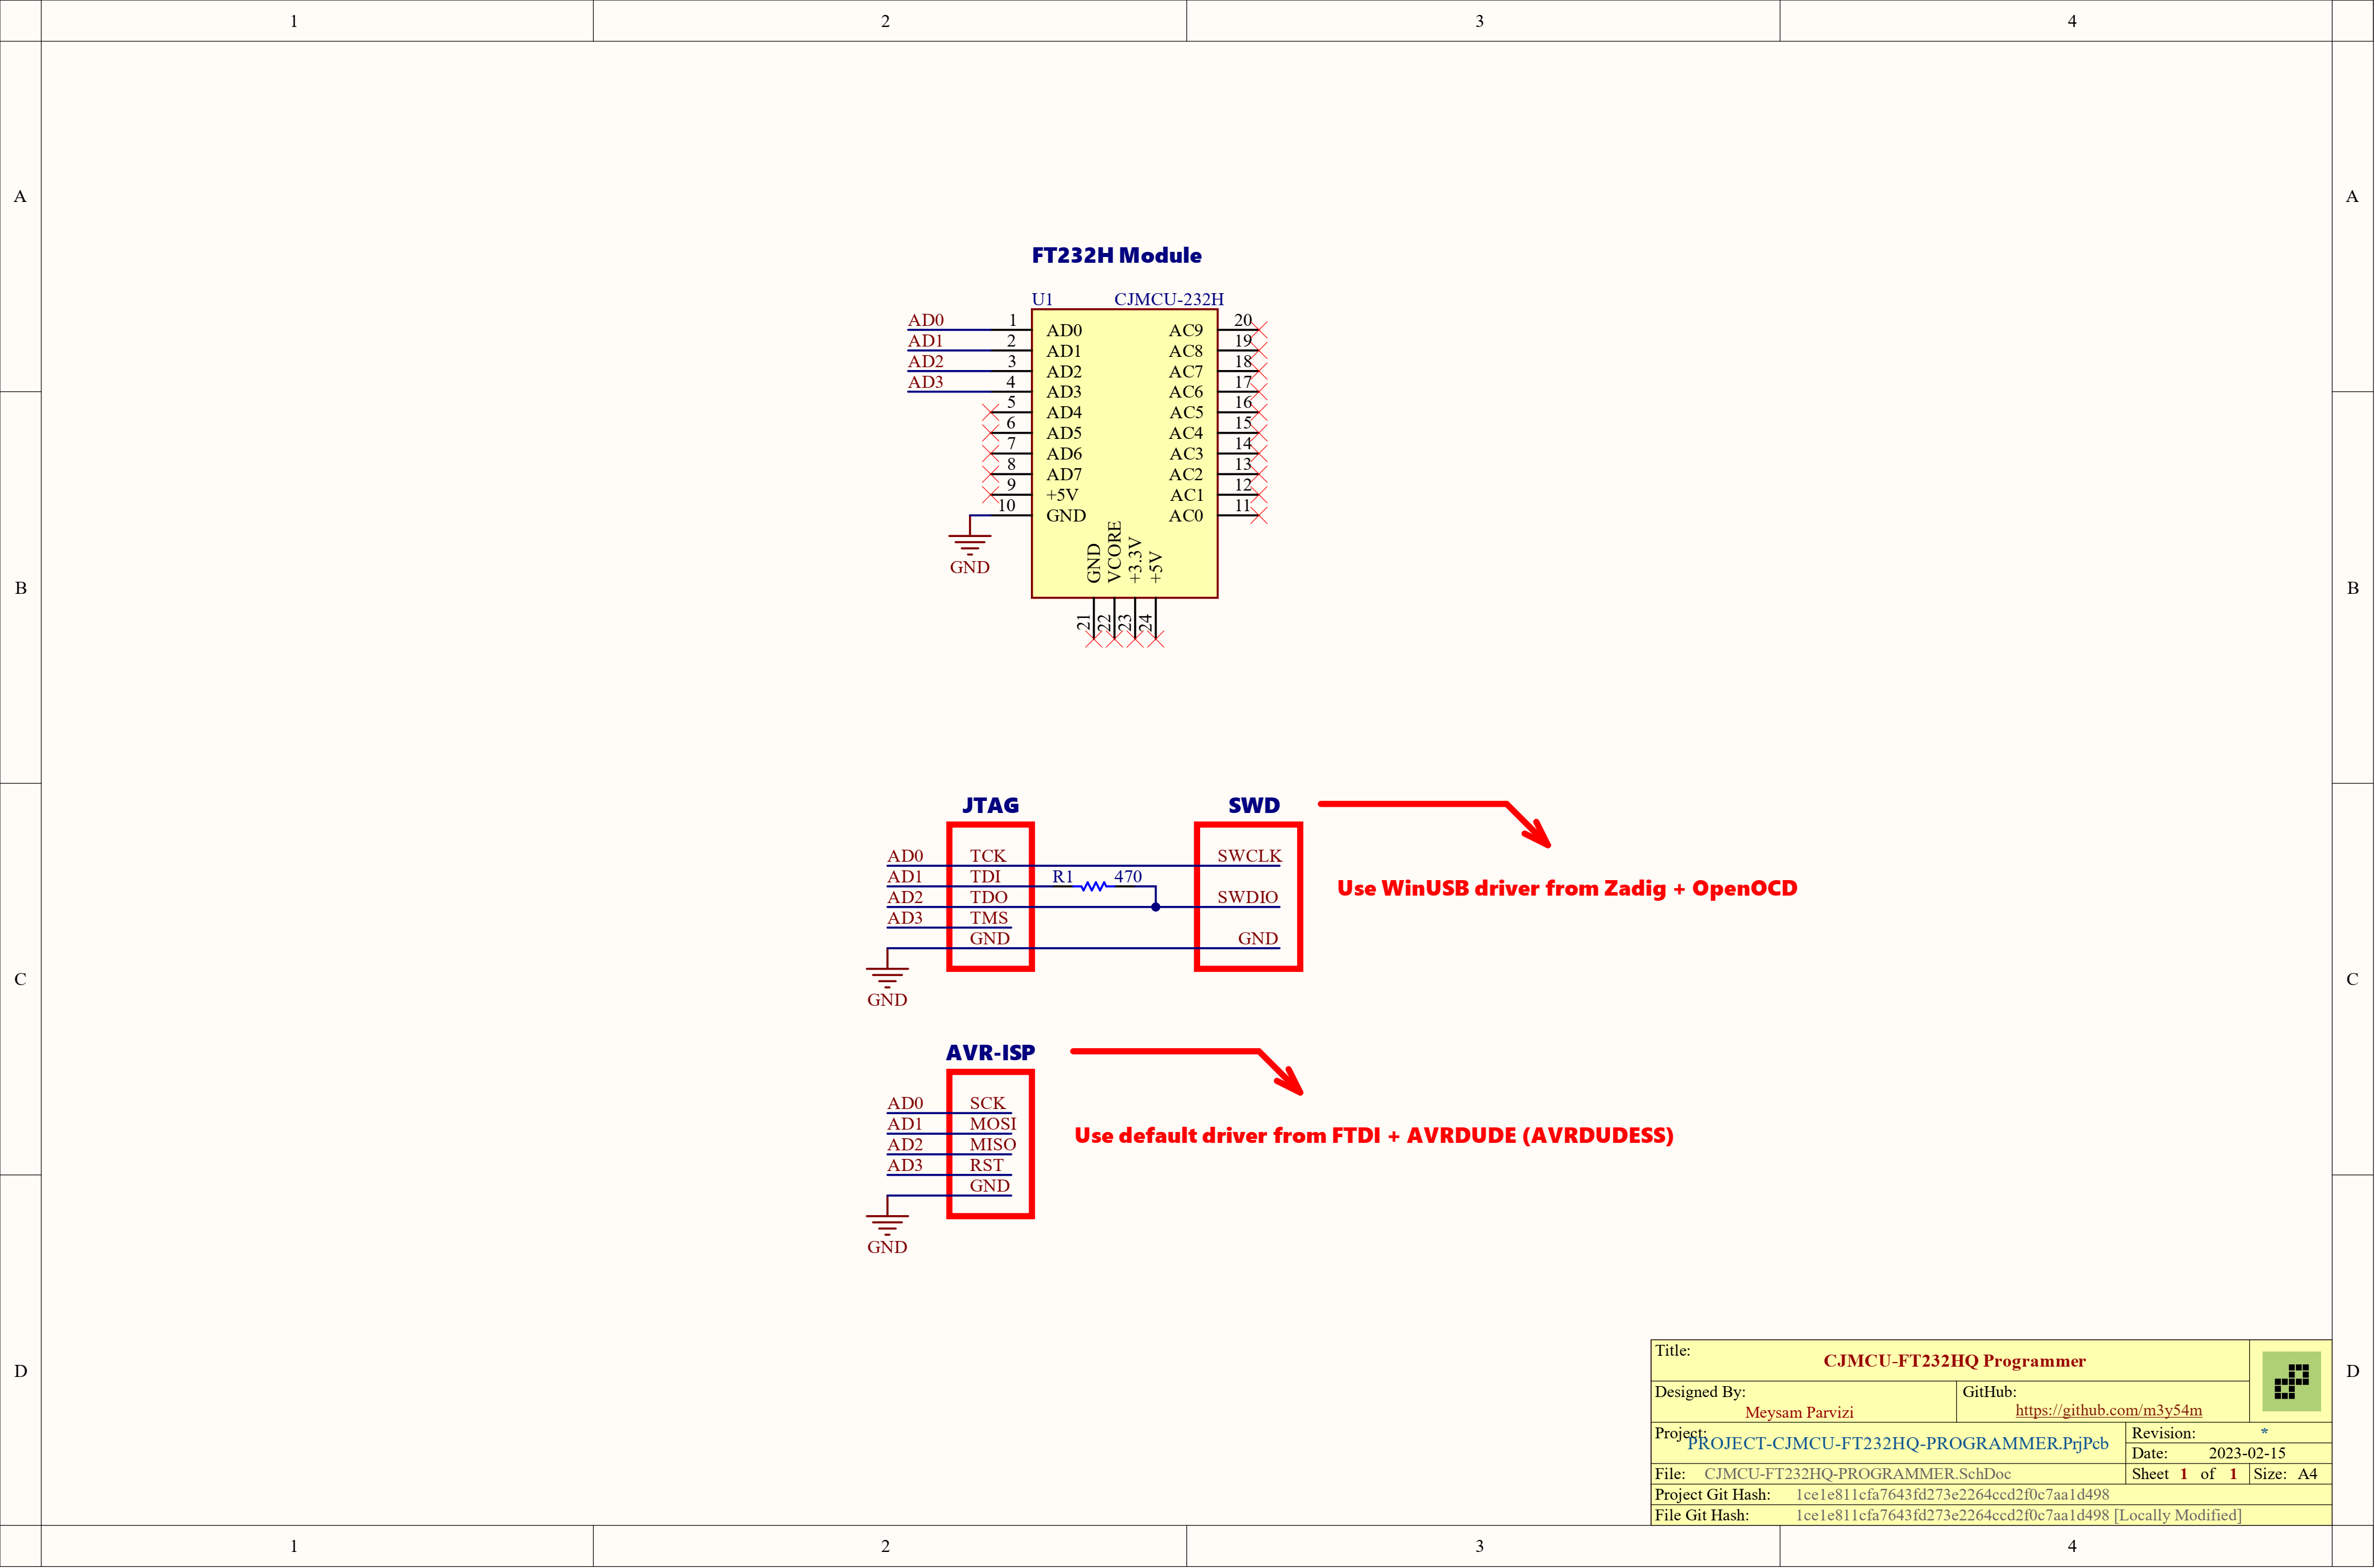 1 2 3 4
A A
FT232H Module
U1 CJMCU-232H
AD0 1 AD0 AC9 20
AD1 2 AD1 AC8 19
AD2 3 AD2 AC7 18
AD3 4 AD3 AC6 17
5 AD4 AC5 16
6 AD5 AC4 15
7 AD6 AC3 14
8 AD7 AC2 13
9 +5V AC1 12
10 GND AC0 11
GND
GND VCORE +3.3V +5V
B B
21 22 23 24
JTAG SWD
AD0 TCK SWCLK
AD1 TDI R1 470
AD2 TDO SWDIO
AD3 TMS
GND GND
Use WinUSB driver from Zadig + OpenOCD
C C
GND
AVR-ISP
AD0 SCK
AD1 MOSI
AD2 MISO
AD3 RST
GND
Use default driver from FTDI + AVRDUDE (AVRDUDESS)
GND
D D
Title:
CJMCU-FT232HQ Programmer
Designed By: GitHub:
Meysam Parvizi https://github.com/m3y54m
Project: Revision: *
PROJECT-CJMCU-FT232HQ-PROGRAMMER.PrjPcb
Date: 2023-02-15
File: CJMCU-FT232HQ-PROGRAMMER.SchDoc Sheet 1 of 1 Size: A4
Project Git Hash: 1ce1e811cfa7643fd273e2264ccd2f0c7aa1d498
File Git Hash: 1ce1e811cfa7643fd273e2264ccd2f0c7aa1d498 [Locally Modified]
1 2 3 4